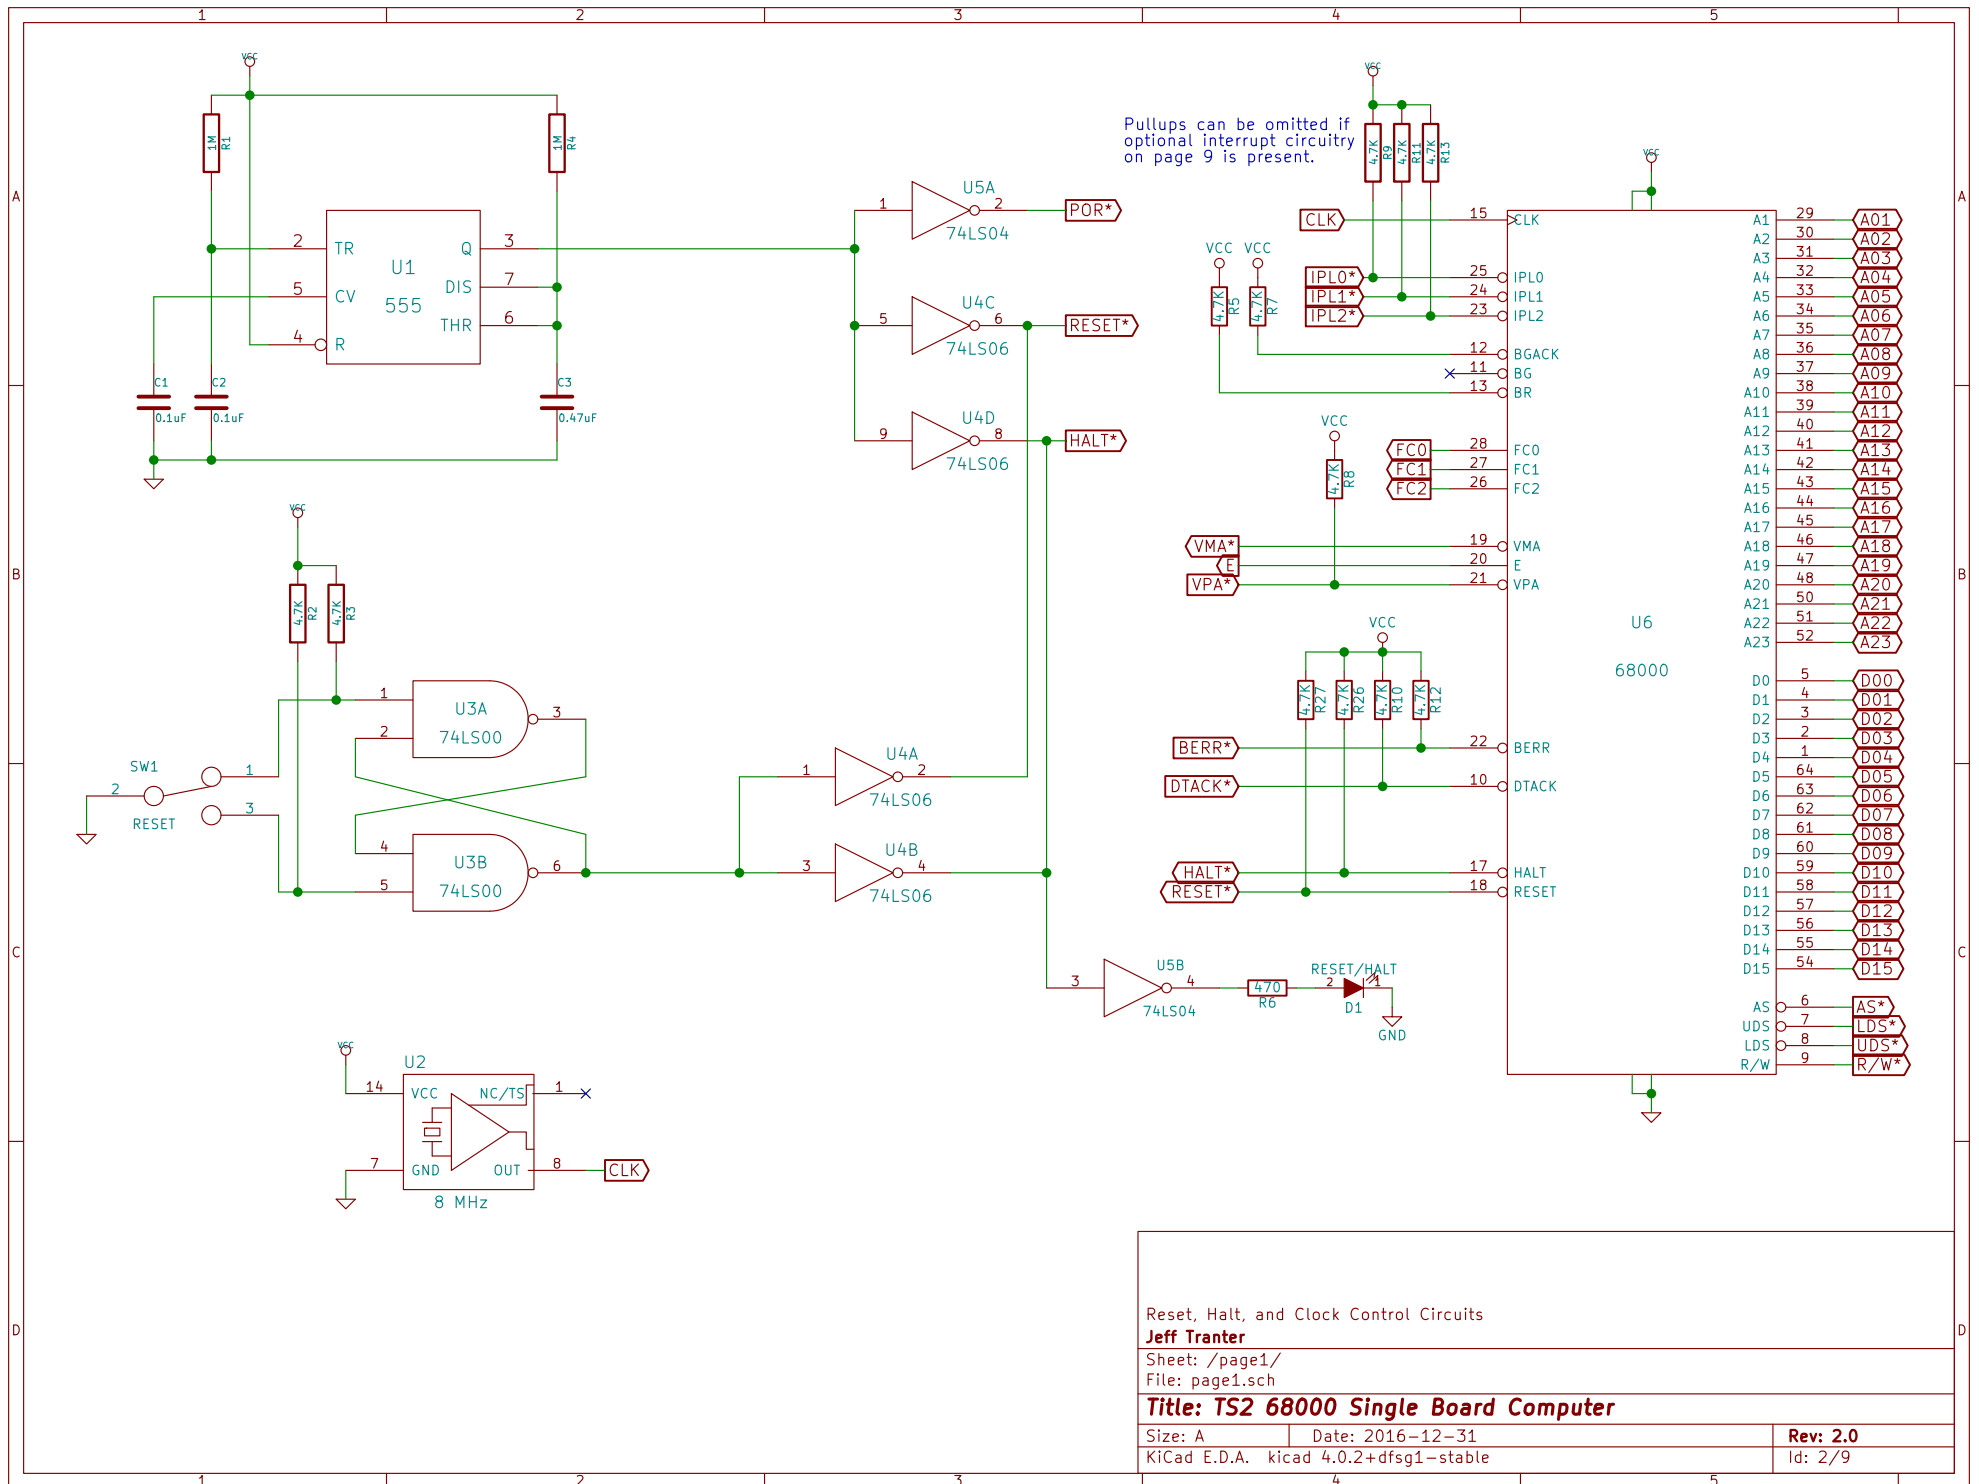 1 2 3 4 5
A
B
C
D
A
B
C
D
1 2 3 4 5
VCC
1M
R1
1M
R4
2 TR
5 CV
4 R
U1
555
Q 3
DIS 7
THR 6
C1
0.1uF
C2
0.1uF
C3
0.47uF
1 U5A 2
74LS04
POR*
5 U4C 6
74LS06
RESET*
9 U4D 8
74LS06
HALT*
VCC
4.7K
R2
4.7K
R3
SW1
2
1
3
RESET
1
2
U3A
74LS00
3
4
5
U3B
74LS00
6
1 U4A 2
74LS06
3 U4B 4
74LS06
3 U5B 4
74LS04
470
R6
RESET/HALT
2 1
D1
GND
VCC
U2
14 VCC
NC/TS 1
7 GND
OUT 8
CLK
8 MHz
Pullups can be omitted if
optional interrupt circuitry
on page 9 is present.
VCC
4.7K
R9
4.7K
R11
4.7K
R13
VCC
CLK 15 CLK
VCC VCC
4.7K
R5
4.7K
R7
IPL0* 25 IPL0
IPL1* 24 IPL1
IPL2* 23 IPL2
12 BGACK
11 BG
13 BR
VCC
4.7K
R8
FC0 28 FC0
FC1 27 FC1
FC2 26 FC2
VMA* 19 VMA
E 20 E
VPA* 21 VPA
VCC
4.7K
R27
4.7K
R26
4.7K
R10
4.7K
R12
BERR* 22 BERR
DTACK* 10 DTACK
HALT* 17 HALT
RESET* 18 RESET
U6
68000
A1 29 A01
A2 30 A02
A3 31 A03
A4 32 A04
A5 33 A05
A6 34 A06
A7 35 A07
A8 36 A08
A9 37 A09
A10 38 A10
A11 39 A11
A12 40 A12
A13 41 A13
A14 42 A14
A15 43 A15
A16 44 A16
A17 45 A17
A18 46 A18
A19 47 A19
A20 48 A20
A21 50 A21
A22 51 A22
A23 52 A23
D0 5 D00
D1 4 D01
D2 3 D02
D3 2 D03
D4 1 D04
D5 64 D05
D6 63 D06
D7 62 D07
D8 61 D08
D9 60 D09
D10 59 D10
D11 58 D11
D12 57 D12
D13 56 D13
D14 55 D14
D15 54 D15
AS 6 AS*
UDS 7 LDS*
LDS 8 UDS*
R/W 9 R/W*
Reset, Halt, and Clock Control Circuits
Jeff Tranter
Sheet: /page1/
File: page1.sch
Title: TS2 68000 Single Board Computer
Size: A Date: 2016-12-31 Rev: 2.0
KiCad E.D.A. kicad 4.0.2+dfsg1-stable Id: 2/9